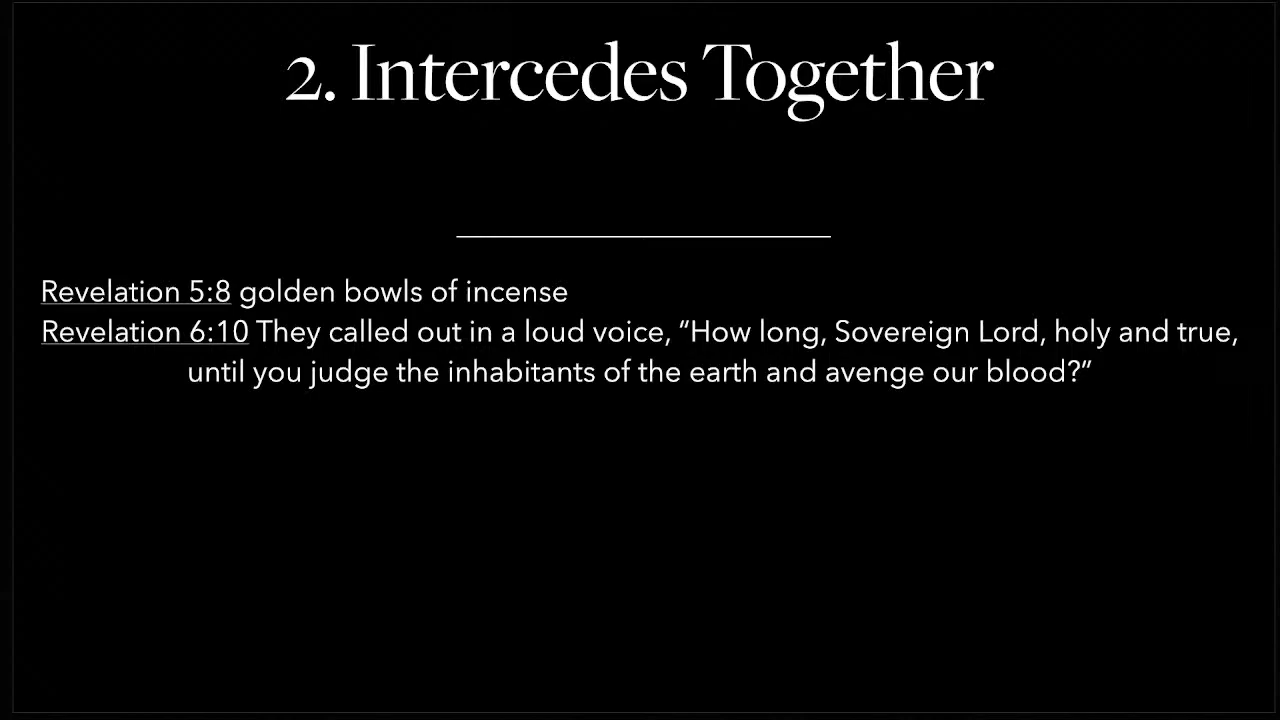 2. Intercedes Together
Revelation 5:8 golden bowls of incense
Revelation 6:10 They called out in a loud voice, “How long, Sovereign Lord, holy and true,
until you judge the inhabitants of the earth and avenge our blood?”